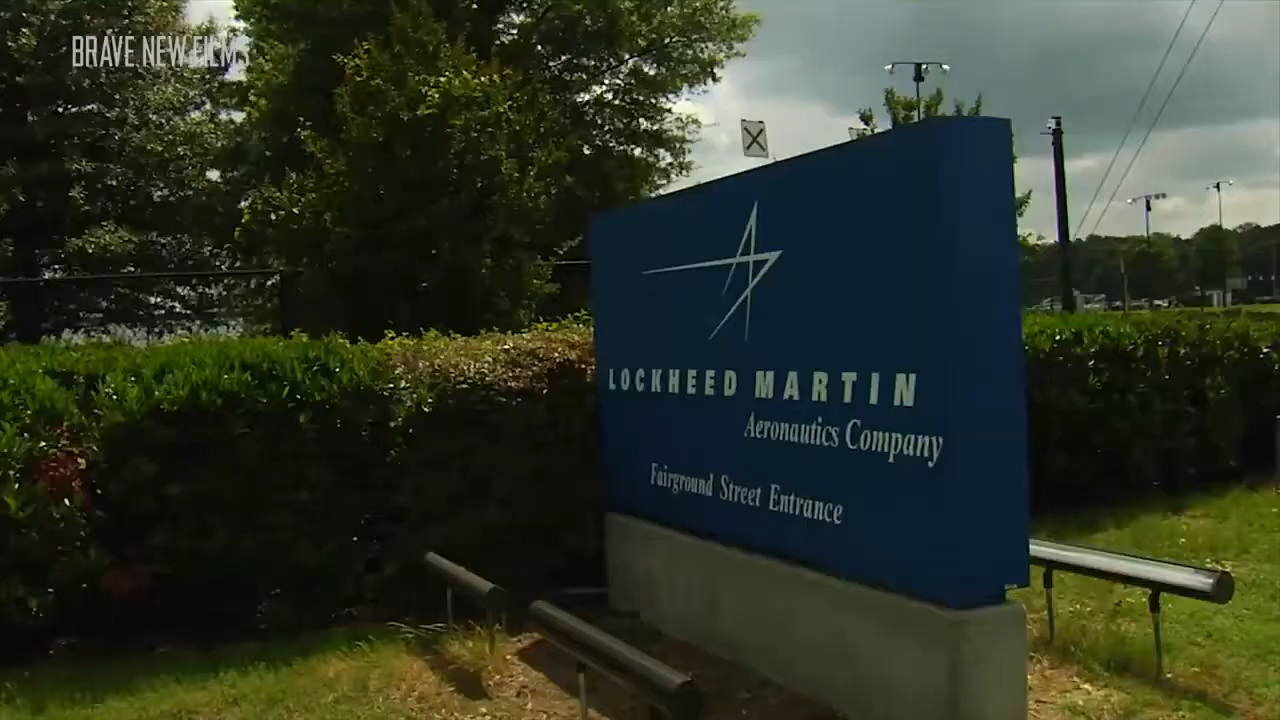 BRAVE NEW FILMS
LOCKHEED MARTIN
Aeronautics Company
Fairground Street Entrance